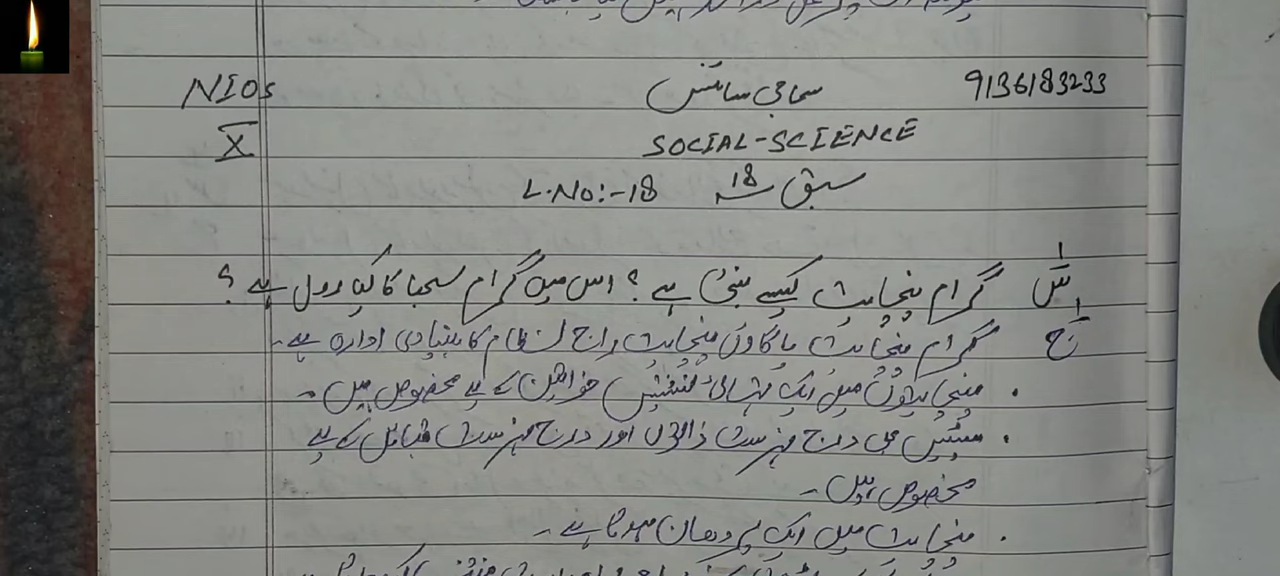 NIOS سماجی سائنس 9136183233
X SOCIAL-SCIENCE
L.No:-18 سبق ۱۸
س۱ گرام پنچایت کیسے بنتی ہے ؟ اس میں گرام سبھا کا کیا رول ہے ؟
ج۱ گرام پنچایت یا گاؤں پنچایت راج نظام کا بنیادی ادارہ ہے۔
. پنچایتوں میں ایک تہائی نشستیں خواتین کے لیے مخصوص ہیں۔
. سیٹیں بھی درج فہرست ذاتوں اور درج فہرست قبائل کے لیے
مخصوص ہیں۔
. پنچایت میں ایک پردھان ہوتا ہے۔